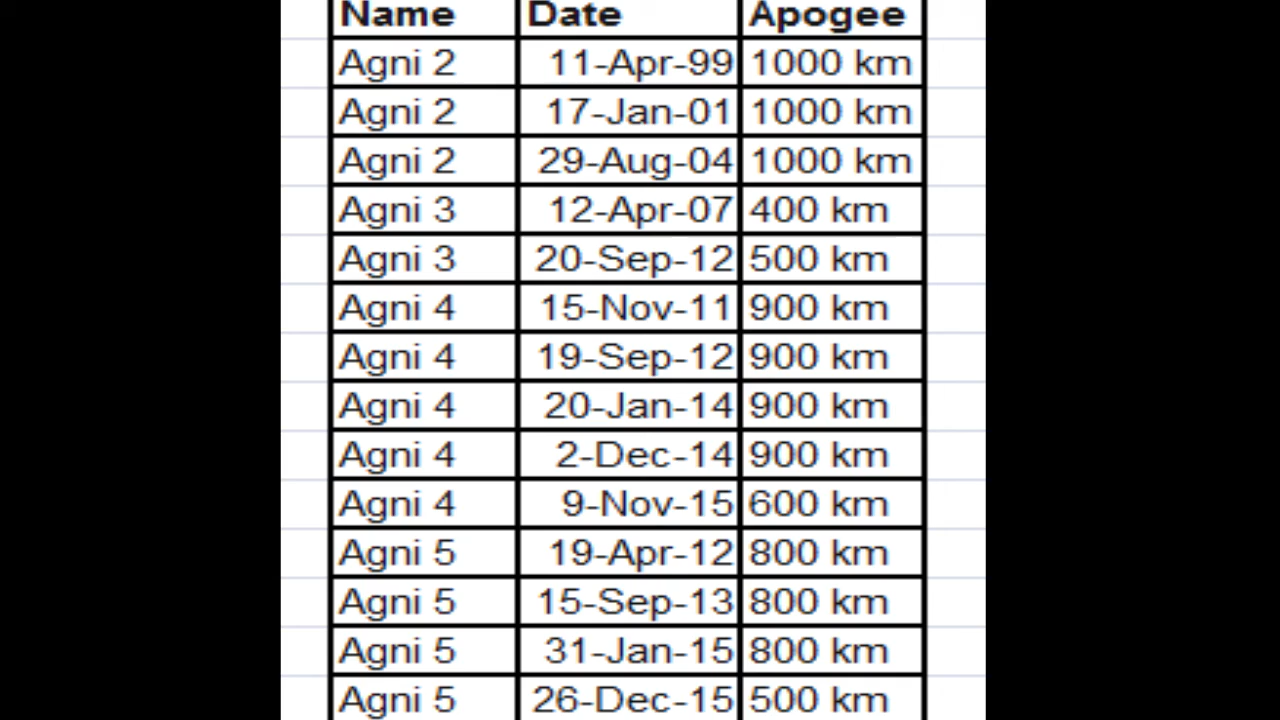 Name Date Apogee
Agni 2 11-Apr-99 1000 km
Agni 2 17-Jan-01 1000 km
Agni 2 29-Aug-04 1000 km
Agni 3 12-Apr-07 400 km
Agni 3 20-Sep-12 500 km
Agni 4 15-Nov-11 900 km
Agni 4 19-Sep-12 900 km
Agni 4 20-Jan-14 900 km
Agni 4 2-Dec-14 900 km
Agni 4 9-Nov-15 600 km
Agni 5 19-Apr-12 800 km
Agni 5 15-Sep-13 800 km
Agni 5 31-Jan-15 800 km
Agni 5 26-Dec-15 500 km